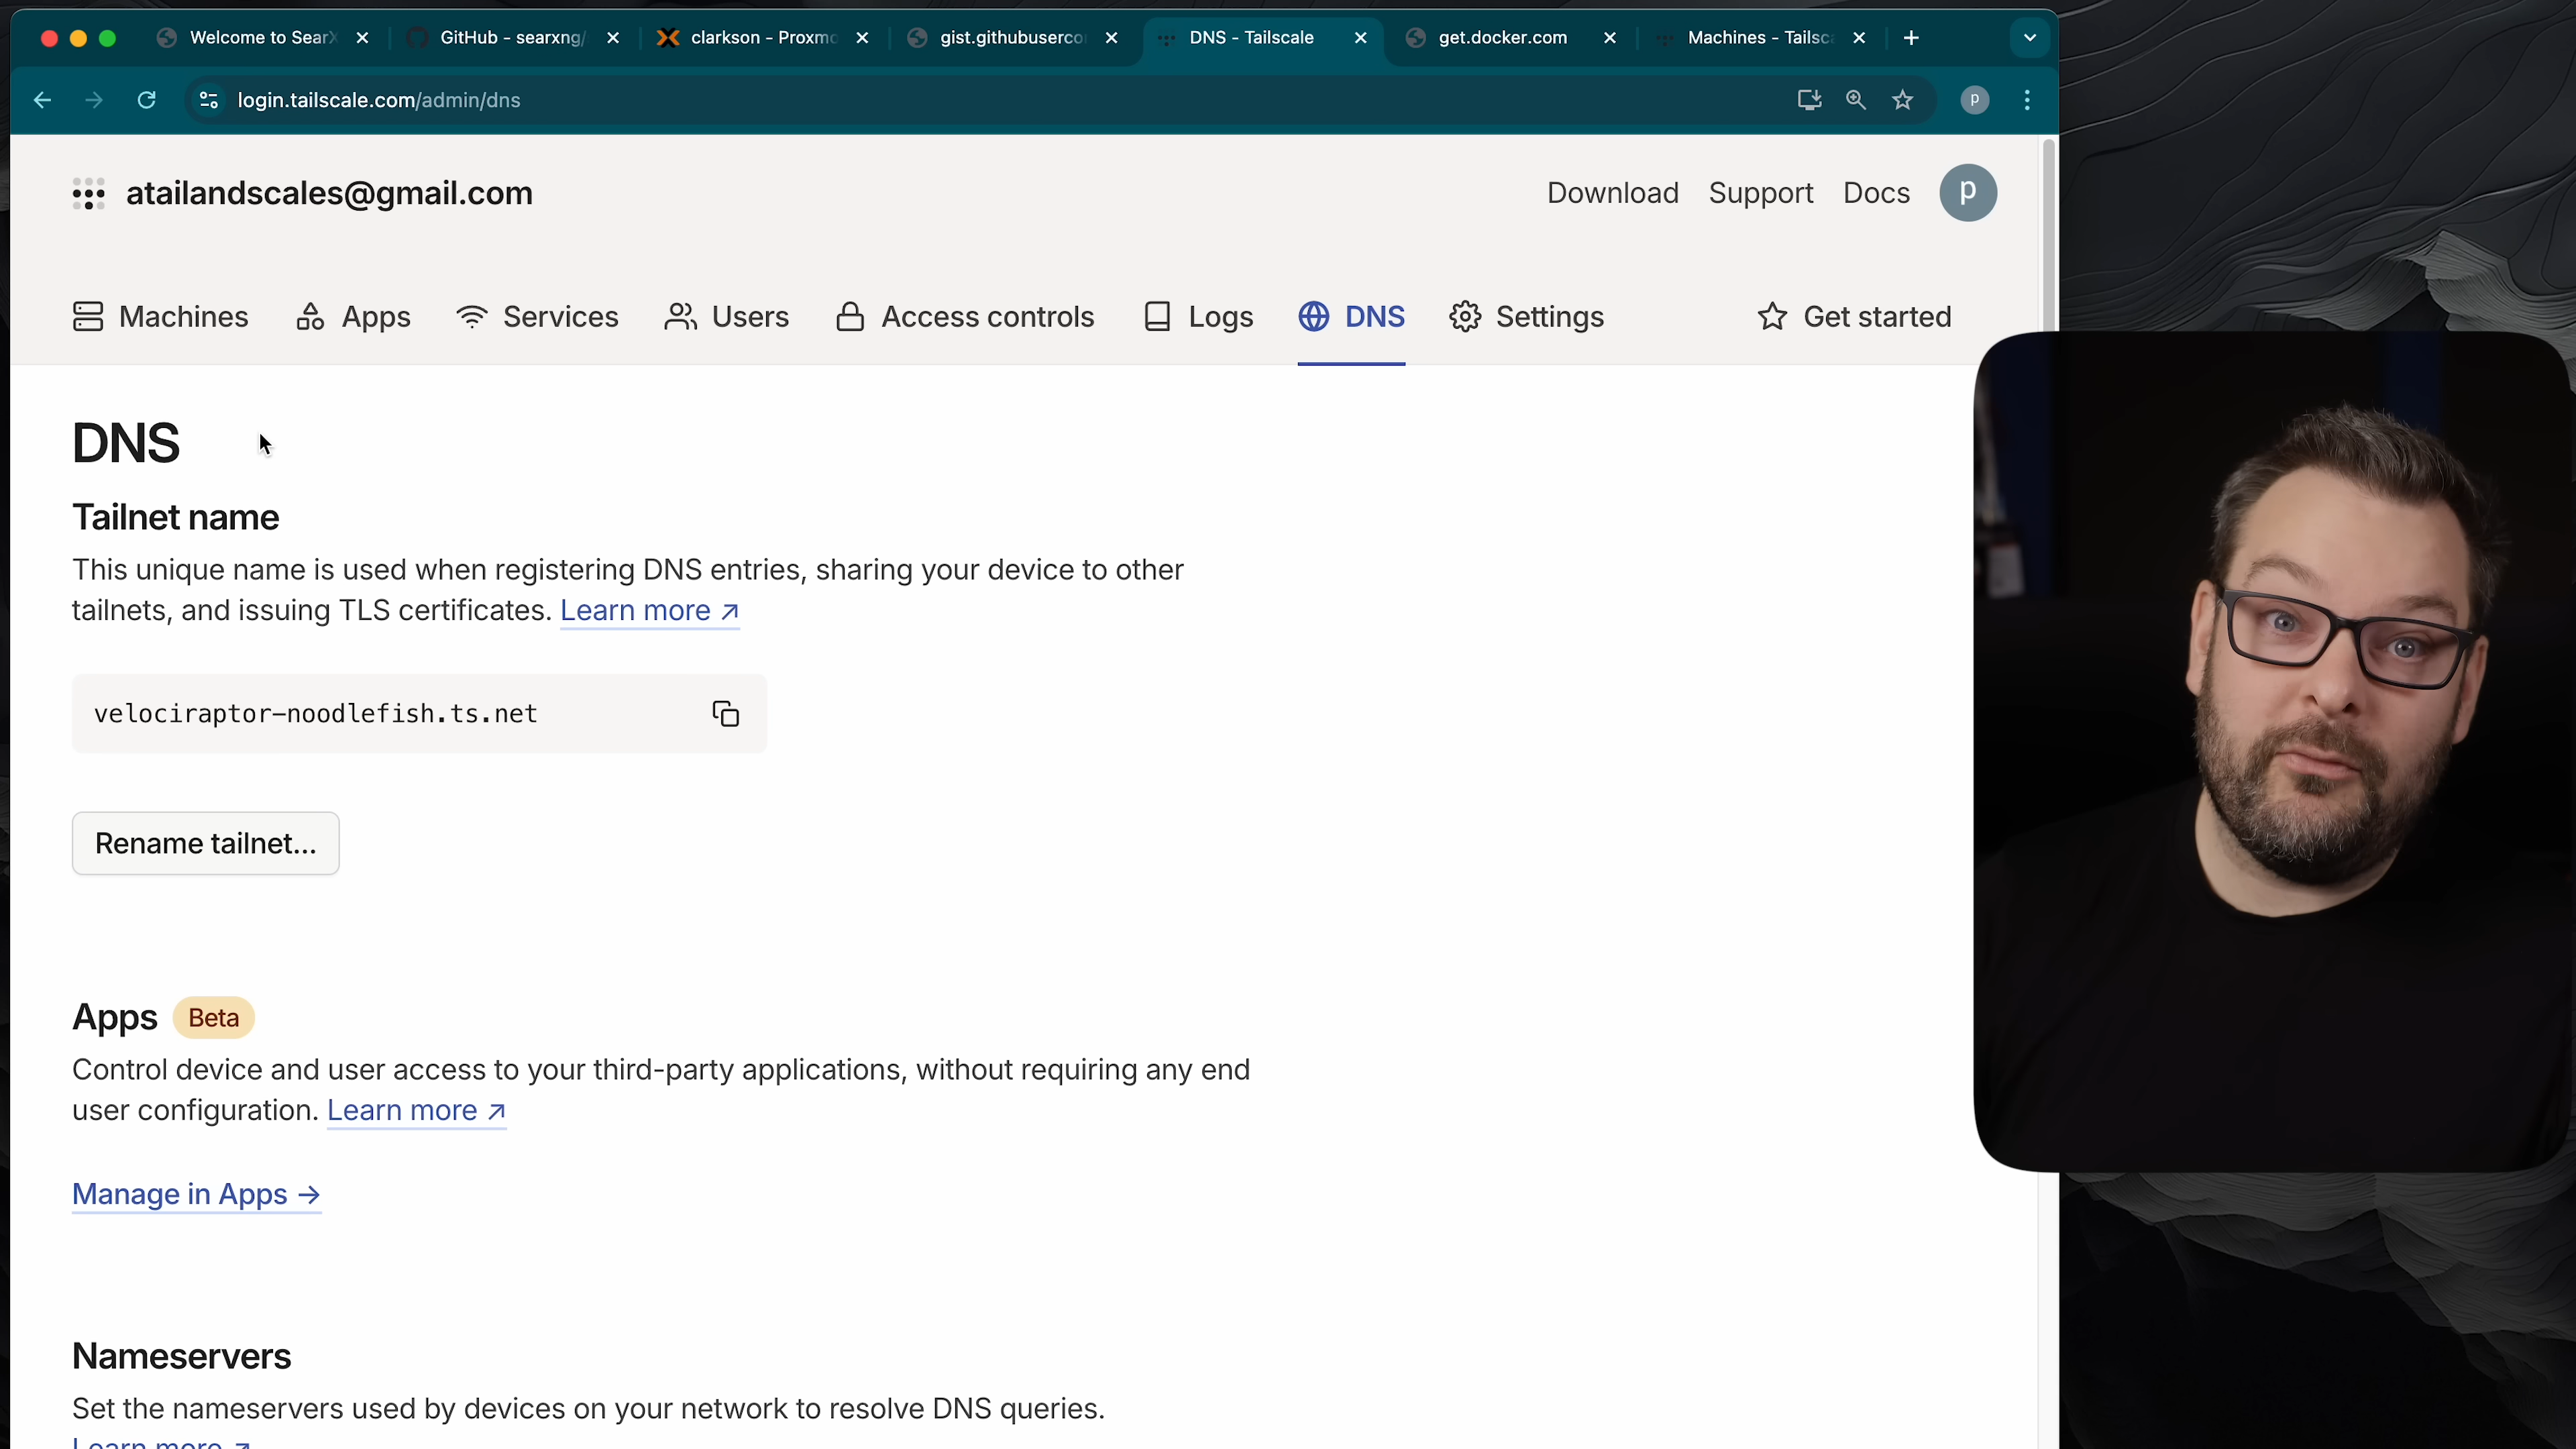 Welcome to SearX
GitHub - searxng/
clarkson - Proxmo
gist.githubuserco
DNS - Tailscale
get.docker.com
Machines - Tailsca
login.tailscale.com/admin/dns
p
atailandscales@gmail.com
Download
Support
Docs
p
Machines
Apps
Services
Users
Access controls
Logs
DNS
Settings
Get started
DNS
Tailnet name
This unique name is used when registering DNS entries, sharing your device to other
tailnets, and issuing TLS certificates. Learn more ↗
velociraptor-noodlefish.ts.net
Rename tailnet...
Apps Beta
Control device and user access to your third-party applications, without requiring any end
user configuration. Learn more ↗
Manage in Apps →
Nameservers
Set the nameservers used by devices on your network to resolve DNS queries.
Learn more ↗